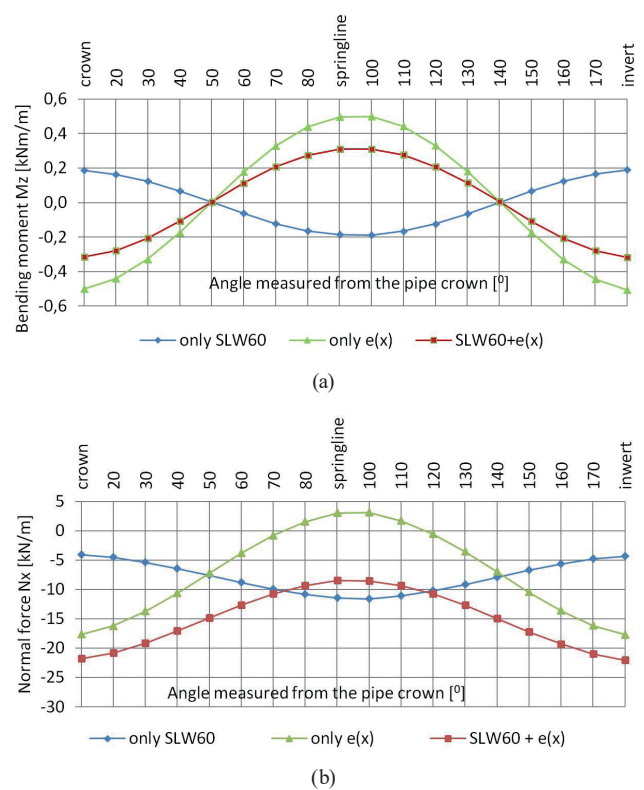 crown 20 30 40 50 60 70 80 springline 100 110 120 130 140 150 160 170 invert
0,6
0,4
0,2
0,0
-0,2
-0,4
-0,6
Bending moment Mz [kNm/m]
Angle measured from the pipe crown [⁰]
only SLW60 only e(x) SLW60+e(x)
(a)
crown 20 30 40 50 60 70 80 springline 100 110 120 130 140 150 160 170 inwert
5
0
-5
-10
-15
-20
-25
-30
Normal force Nx [kN/m]
Angle measured from the pipe crown [⁰]
only SLW60 only e(x) SLW60 + e(x)
(b)